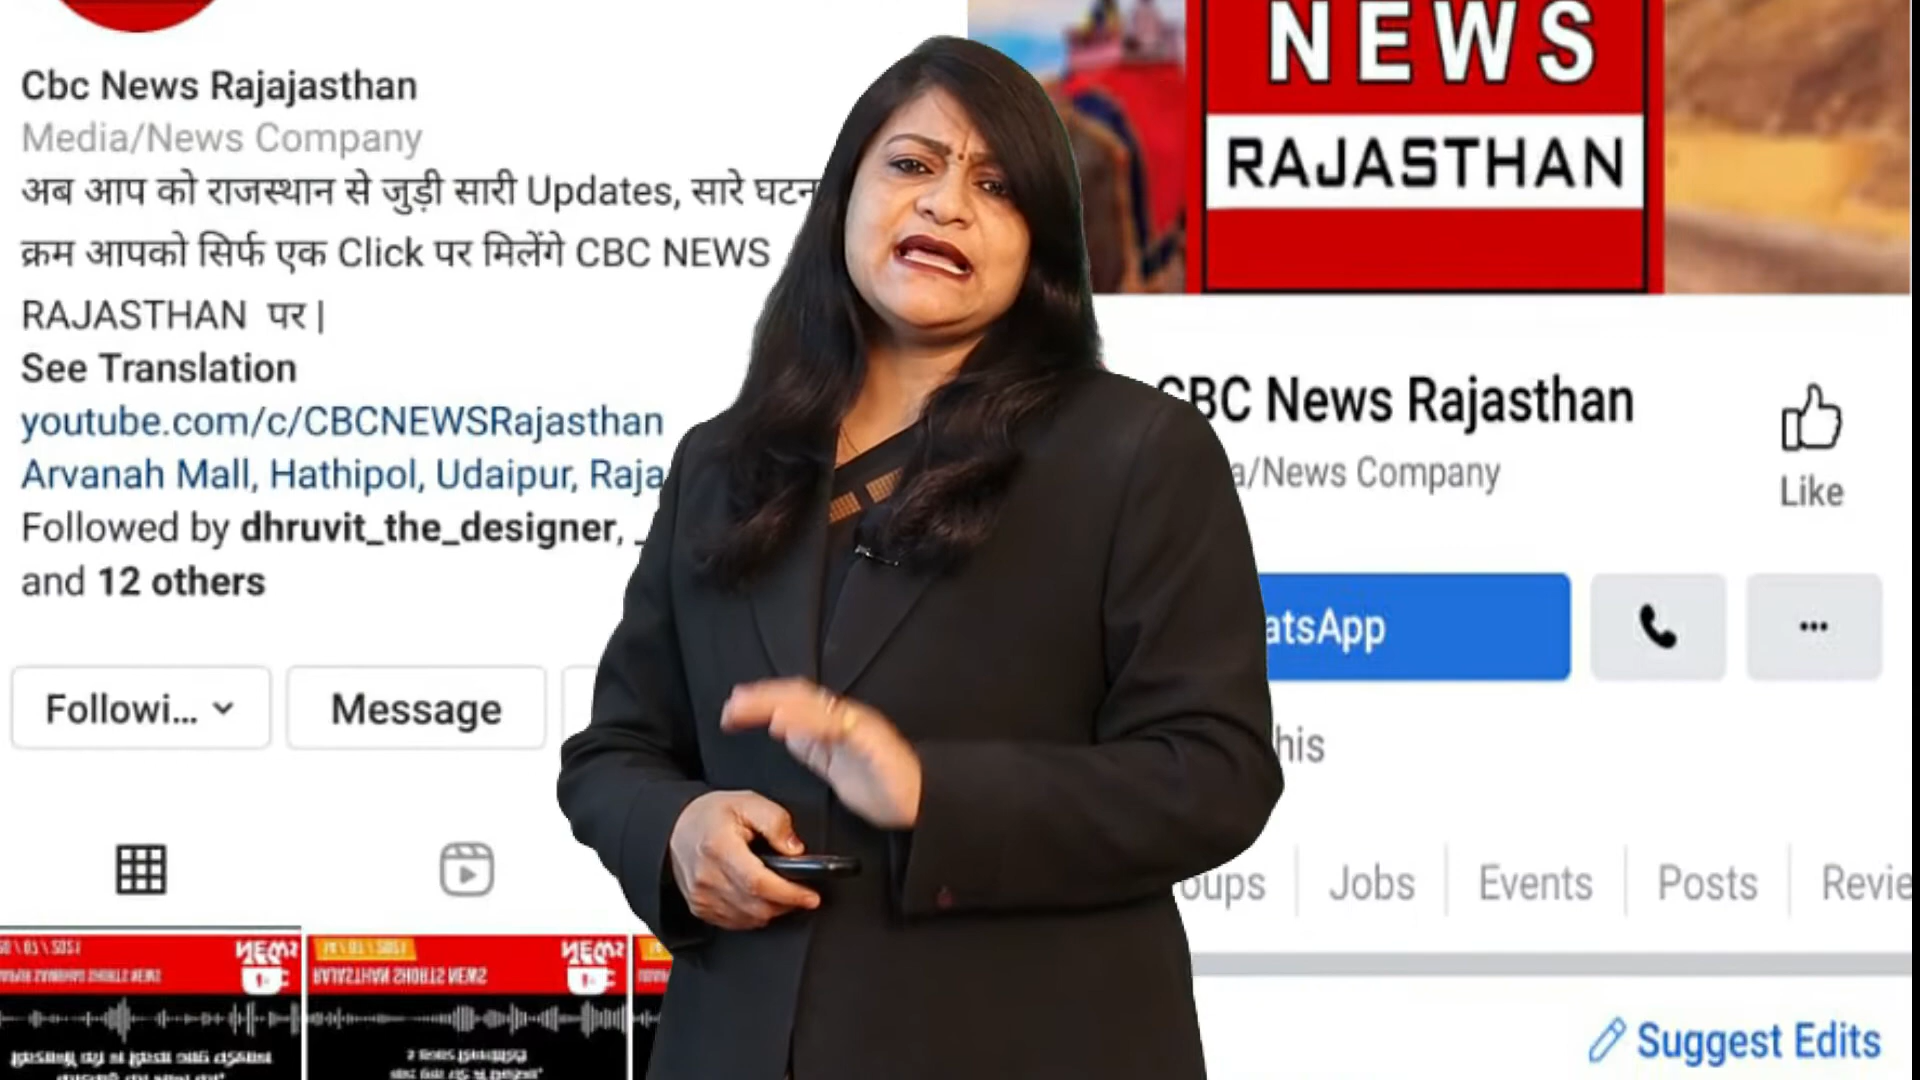 Cbc News Rajajasthan
Media/News Company
अब आप को राजस्थान से जुड़ी सारी Updates, सारे घटन
क्रम आपको सिर्फ एक Click पर मिलेंगे CBC NEWS
RAJASTHAN पर |
See Translation
youtube.com/c/CBCNEWSRajasthan
Arvanah Mall, Hathipol, Udaipur, Raja
Followed by dhruvit_the_designer, _
and 12 others
Followi...
Message
NEWS
RAJASTHAN
CBC News Rajasthan
a/News Company
Like
atsApp
his
oups
Jobs
Events
Posts
Revie
Suggest Edits